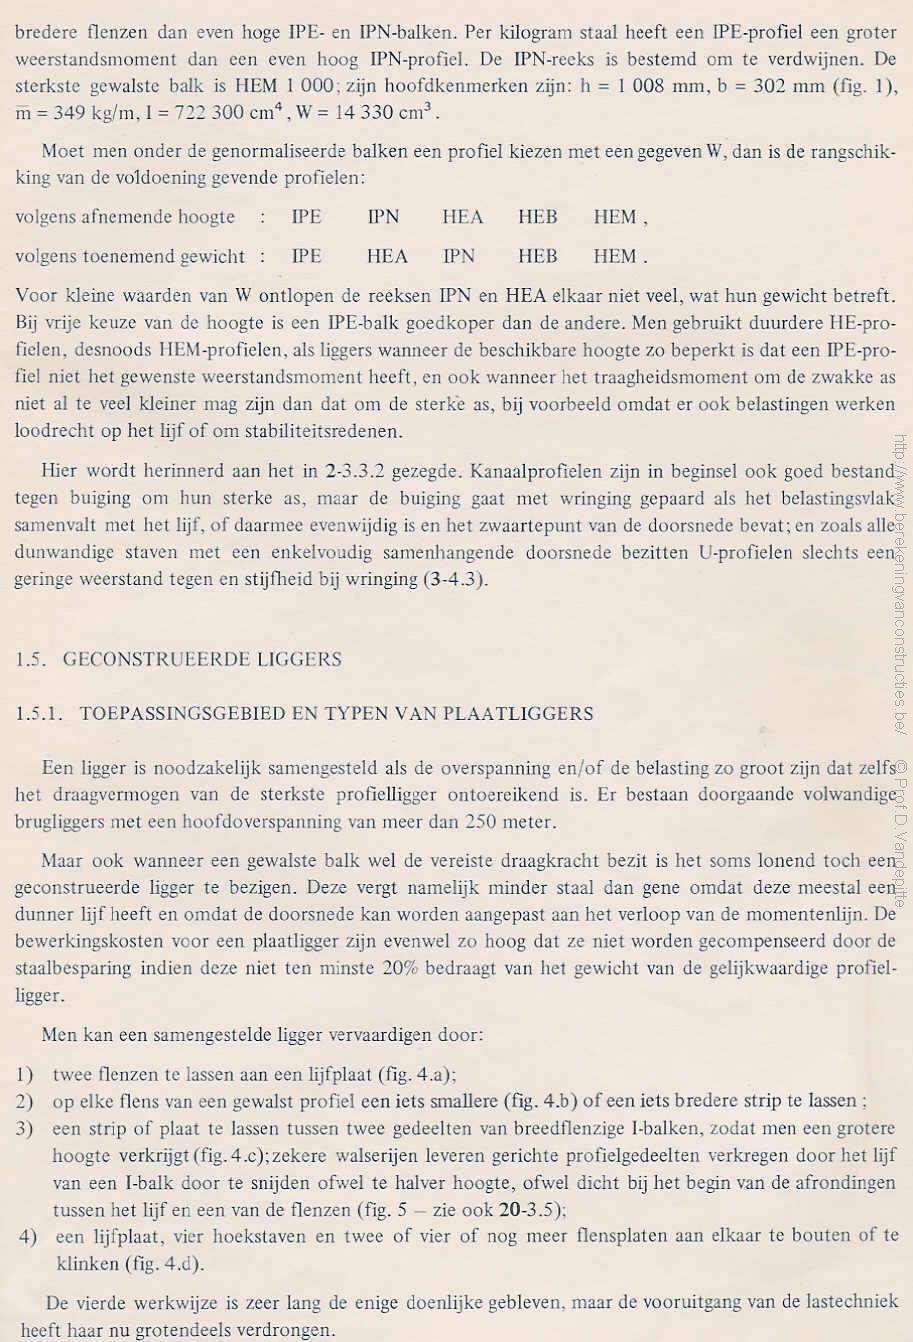 bredere flenzen dan even hoge IPE- en IPN-balken. Per kilogram staal heeft een IPE-profiel een groter
weerstandsmoment dan een even hoog IPN-profiel. De IPN-reeks is bestemd om te verdwijnen. De
sterkste gewalste balk is HEM 1 000; zijn hoofdkenmerken zijn: h = 1 008 mm, b = 302 mm (fig. 1),
m̅ = 349 kg/m, I = 722 300 cm⁴ , W = 14 330 cm³ .
Moet men onder de genormaliseerde balken een profiel kiezen met een gegeven W, dan is de rangschik-
king van de voldoening gevende profielen:
volgens afnemende hoogte : IPE IPN HEA HEB HEM ,
volgens toenemend gewicht : IPE HEA IPN HEB HEM .
Voor kleine waarden van W ontlopen de reeksen IPN en HEA elkaar niet veel, wat hun gewicht betreft.
Bij vrije keuze van de hoogte is een IPE-balk goedkoper dan de andere. Men gebruikt duurdere HE-pro-
fielen, desnoods HEM-profielen, als liggers wanneer de beschikbare hoogte zo beperkt is dat een IPE-pro-
fiel niet het gewenste weerstandsmoment heeft, en ook wanneer het traagheidsmoment om de zwakke as
niet al te veel kleiner mag zijn dan dat om de sterke as, bij voorbeeld omdat er ook belastingen werken
loodrecht op het lijf of om stabiliteitsredenen.
Hier wordt herinnerd aan het in 2-3.3.2 gezegde. Kanaalprofielen zijn in beginsel ook goed bestand
tegen buiging om hun sterke as, maar de buiging gaat met wringing gepaard als het belastingsvlak
samenvalt met het lijf, of daarmee evenwijdig is en het zwaartepunt van de doorsnede bevat; en zoals alle
dunwandige staven met een enkelvoudig samenhangende doorsnede bezitten U-profielen slechts een
geringe weerstand tegen en stijfheid bij wringing (3-4.3).
1.5. GECONSTRUEERDE LIGGERS
1.5.1. TOEPASSINGSGEBIED EN TYPEN VAN PLAATLIGGERS
Een ligger is noodzakelijk samengesteld als de overspanning en/of de belasting zo groot zijn dat zelfs
het draagvermogen van de sterkste profielligger ontoereikend is. Er bestaan doorgaande volwandige
brugliggers met een hoofdoverspanning van meer dan 250 meter.
Maar ook wanneer een gewalste balk wel de vereiste draagkracht bezit is het soms lonend toch een
geconstrueerde ligger te bezigen. Deze vergt namelijk minder staal dan gene omdat deze meestal een
dunner lijf heeft en omdat de doorsnede kan worden aangepast aan het verloop van de momentenlijn. De
bewerkingskosten voor een plaatligger zijn evenwel zo hoog dat ze niet worden gecompenseerd door de
staalbesparing indien deze niet ten minste 20% bedraagt van het gewicht van de gelijkwaardige profiel-
ligger.
Men kan een samengestelde ligger vervaardigen door:
1) twee flenzen te lassen aan een lijfplaat (fig. 4.a);
2) op elke flens van een gewalst profiel een iets smallere (fig. 4.b) of een iets bredere strip te lassen ;
3) een strip of plaat te lassen tussen twee gedeelten van breedflenzige I-balken, zodat men een grotere
hoogte verkrijgt (fig. 4.c); zekere walserijen leveren gerichte profielgedeelten verkregen door het lijf
van een I-balk door te snijden ofwel te halver hoogte, ofwel dicht bij het begin van de afrondingen
tussen het lijf en een van de flenzen (fig. 5 – zie ook 20-3.5);
4) een lijfplaat, vier hoekstaven en twee of vier of nog meer flensplaten aan elkaar te bouten of te
klinken (fig. 4.d).
De vierde werkwijze is zeer lang de enige doenlijke gebleven, maar de vooruitgang van de lastechniek
heeft haar nu grotendeels verdrongen.
http://www.berekeningvanconstructies.be/ © Prof D. Vandepitte